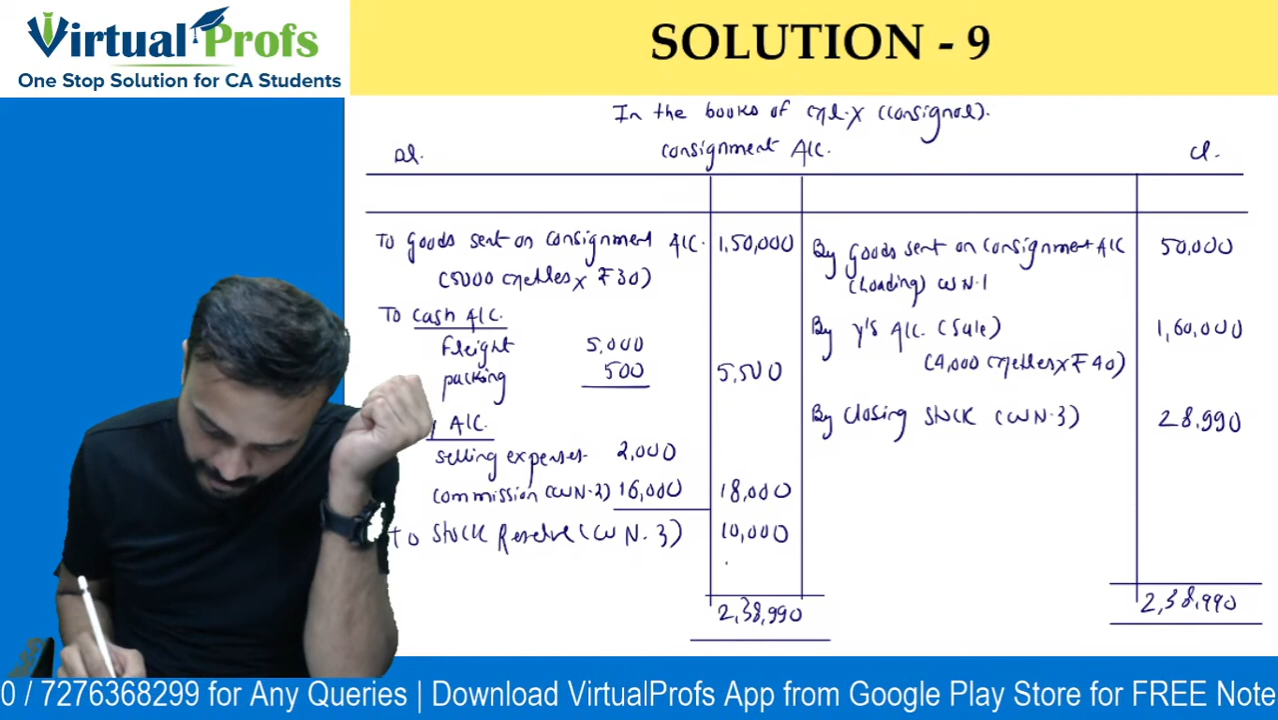 Virtual Profs
One Stop Solution for CA Students
SOLUTION - 9
In the books of Mr. X (Consignor).
Dr.
Consignment A/C.
Cr.
To Goods sent on Consignment A/C. 1,50,000
(5000 Metres x ₹30)
To Cash A/C.
Freight 5,000
packing 500 5,500
A/C.
selling expenses 2,000
Commission (WN-2) 16,000 18,000
To Stock Reserve (WN.3) 10,000
2,38,990
By Goods sent on Consignment A/C 50,000
(Loading) WN.1
By Y's A/C. (Sale) 1,60,000
(4,000 Metres x ₹40)
By Closing Stock (WN.3) 28,990
2,38,990
0 / 7276368299 for Any Queries | Download VirtualProfs App from Google Play Store for FREE Note